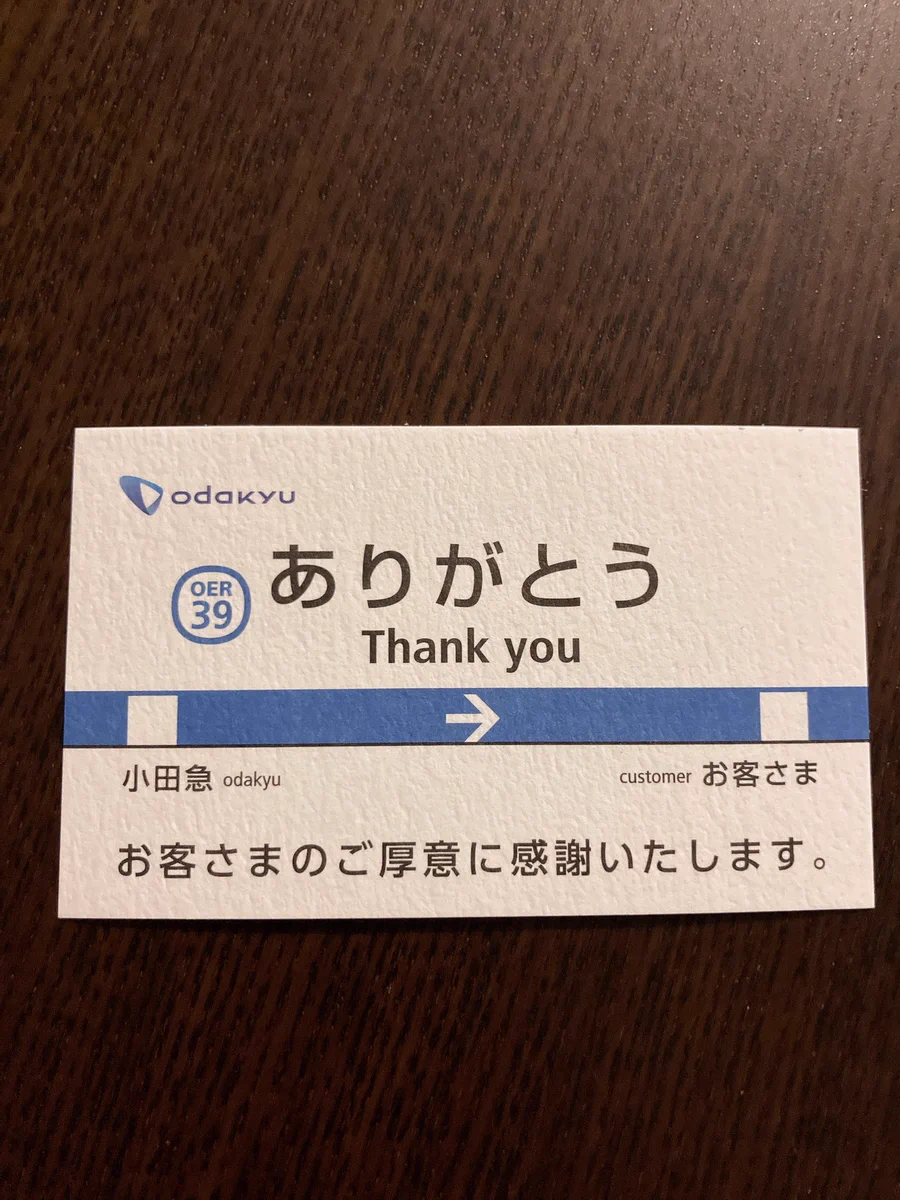 odakyu
OER
39
ありがとう
Thank you
→
小田急 odakyu
customer お客さま
お客さまのご厚意に感謝いたします。